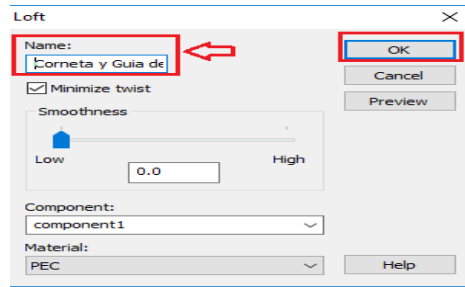 Loft
Name:
Corneta y Guia de
OK
Cancel
Preview
Minimize twist
Smoothness
Low
High
0.0
Component:
component1
Material:
PEC
Help